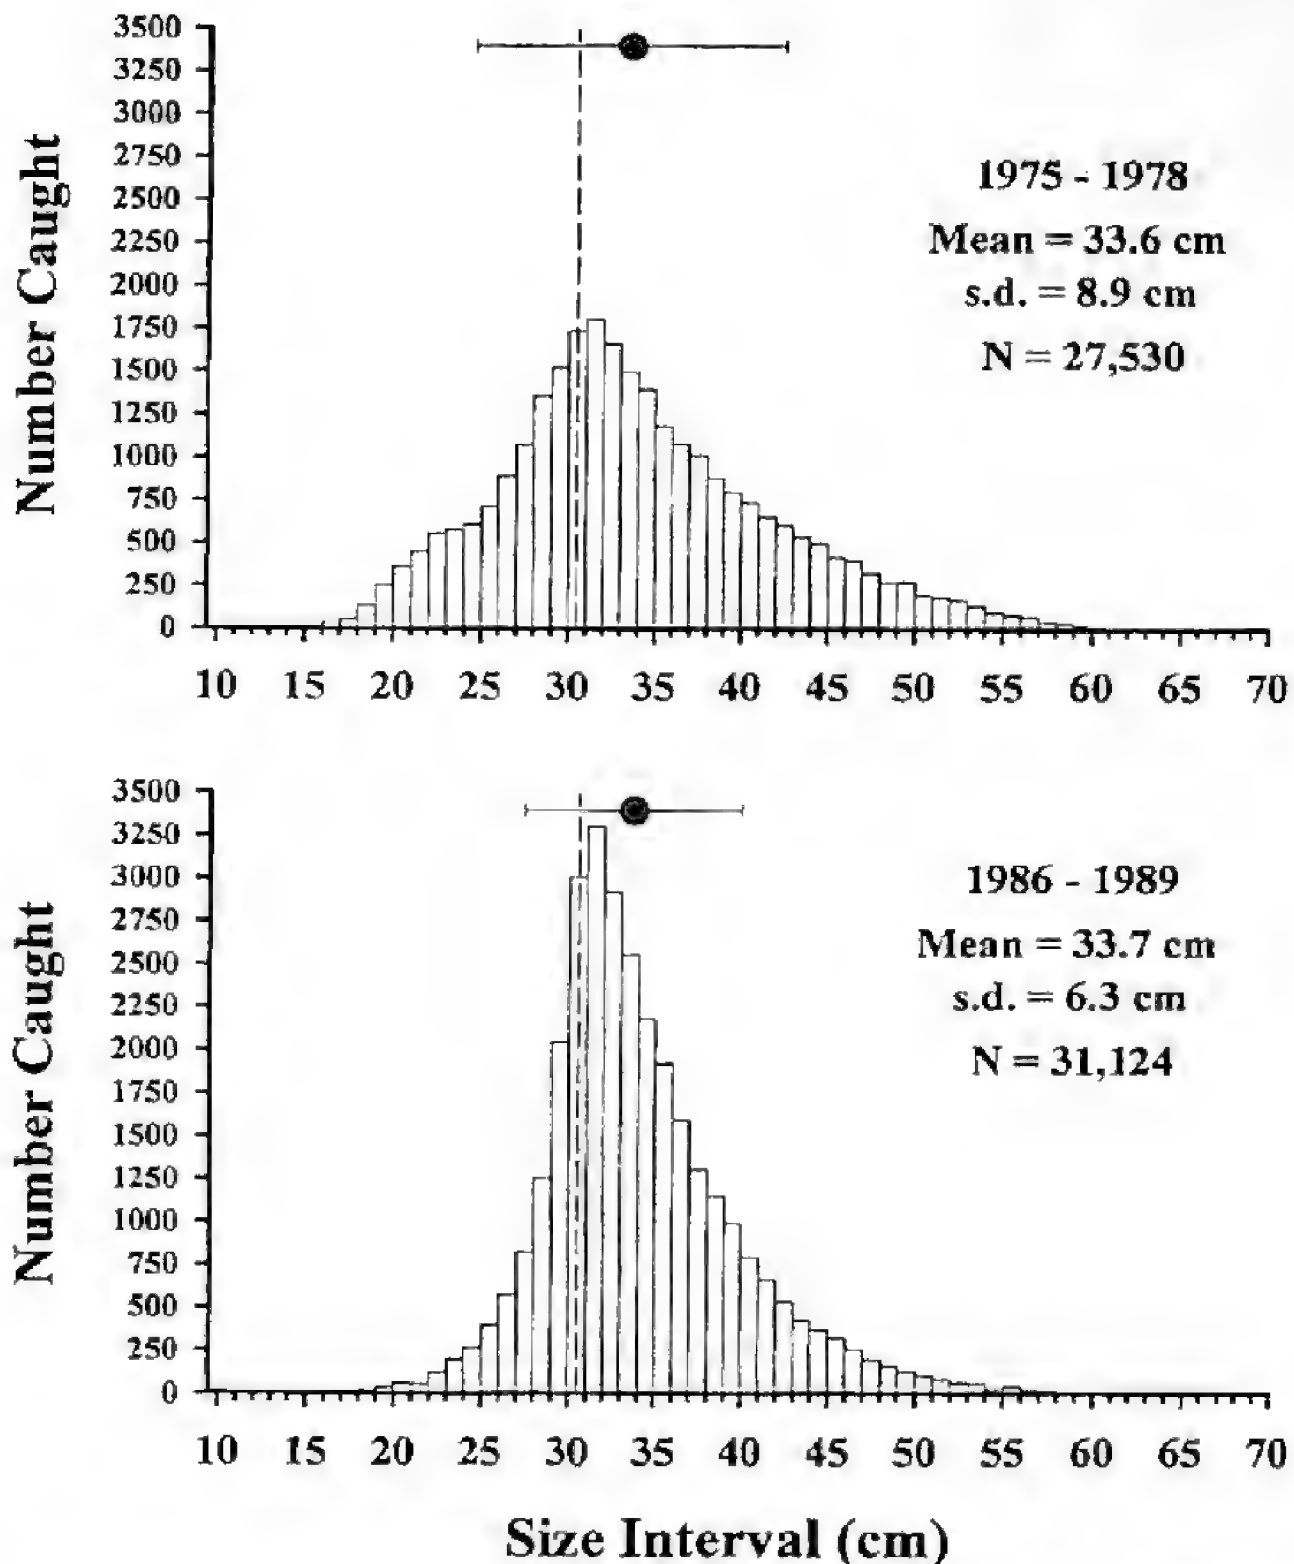 3500
3250
3000
2750
2500
2250
2000
1750
1500
1250
1000
750
500
250
0
Number Caught
1975 - 1978
Mean = 33.6 cm
s.d. = 8.9 cm
N = 27,530
10 15 20 25 30 35 40 45 50 55 60 65 70
3500
3250
3000
2750
2500
2250
2000
1750
1500
1250
1000
750
500
250
0
Number Caught
1986 - 1989
Mean = 33.7 cm
s.d. = 6.3 cm
N = 31,124
10 15 20 25 30 35 40 45 50 55 60 65 70
Size Interval (cm)